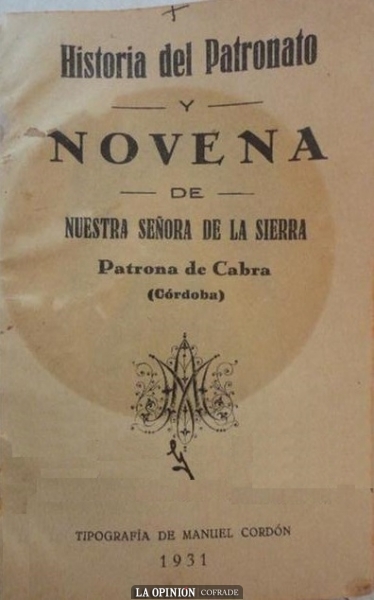 Historia del Patronato
— Y —
NOVENA
— DE —
NUESTRA SEÑORA DE LA SIERRA
Patrona de Cabra
(Córdoba)
TIPOGRAFÍA DE MANUEL CORDÓN
1931
LA OPINION COFRADE